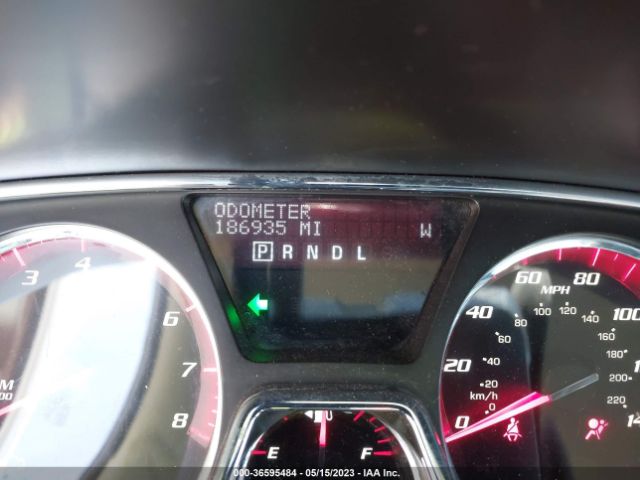 ODOMETER
186935 MI W
P R N D L
3 4 6 7 8
60 80 100
MPH
40 20 0
80 100 120 140 160 180 200 220
60 40 20 0
km/h
E F
000-36595484 - 05/15/2023 - IAA Inc.